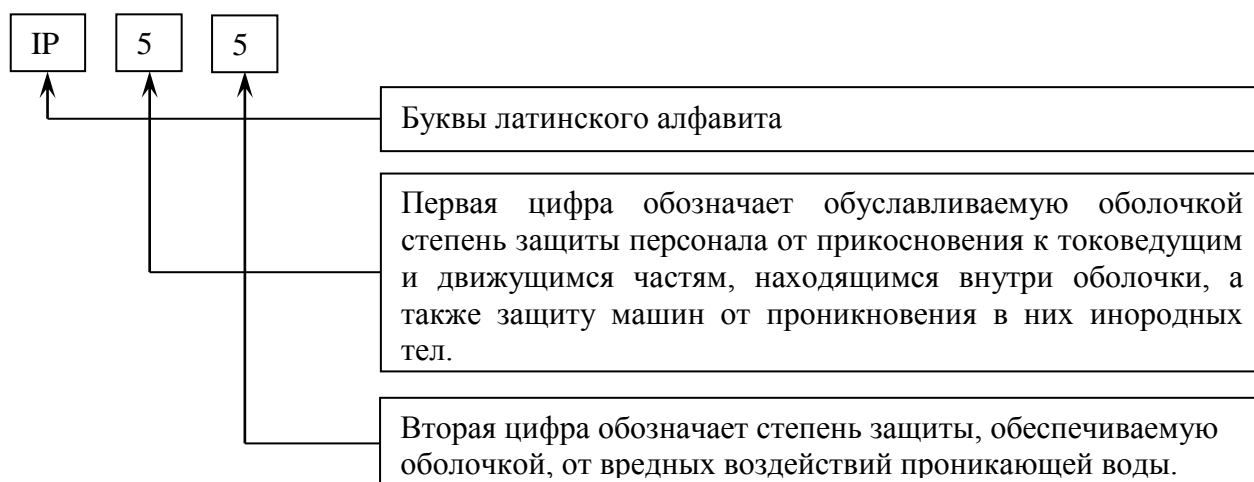 IP 5 5
Буквы латинского алфавита
Первая цифра обозначает обуславливаемую оболочкой
степень защиты персонала от прикосновения к токоведущим
и движущимся частям, находящимся внутри оболочки, а
также защиту машин от проникновения в них инородных
тел.
Вторая цифра обозначает степень защиты, обеспечиваемую
оболочкой, от вредных воздействий проникающей воды.